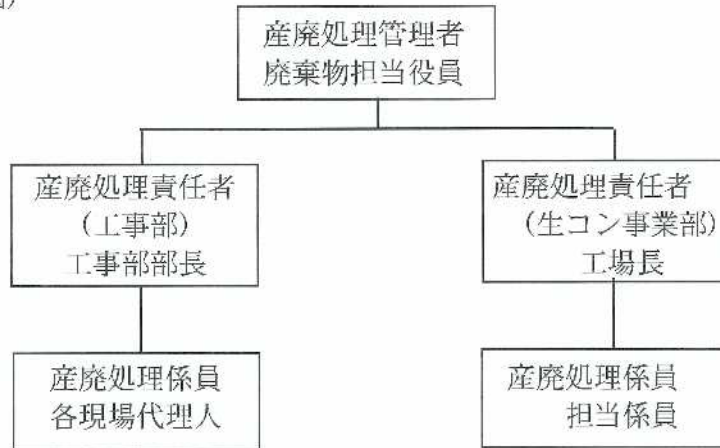 産廃処理管理者
廃棄物担当役員
産廃処理責任者
（工事部）
工事部部長
産廃処理責任者
（生コン事業部）
工場長
産廃処理係員
各現場代理人
産廃処理係員
担当係員